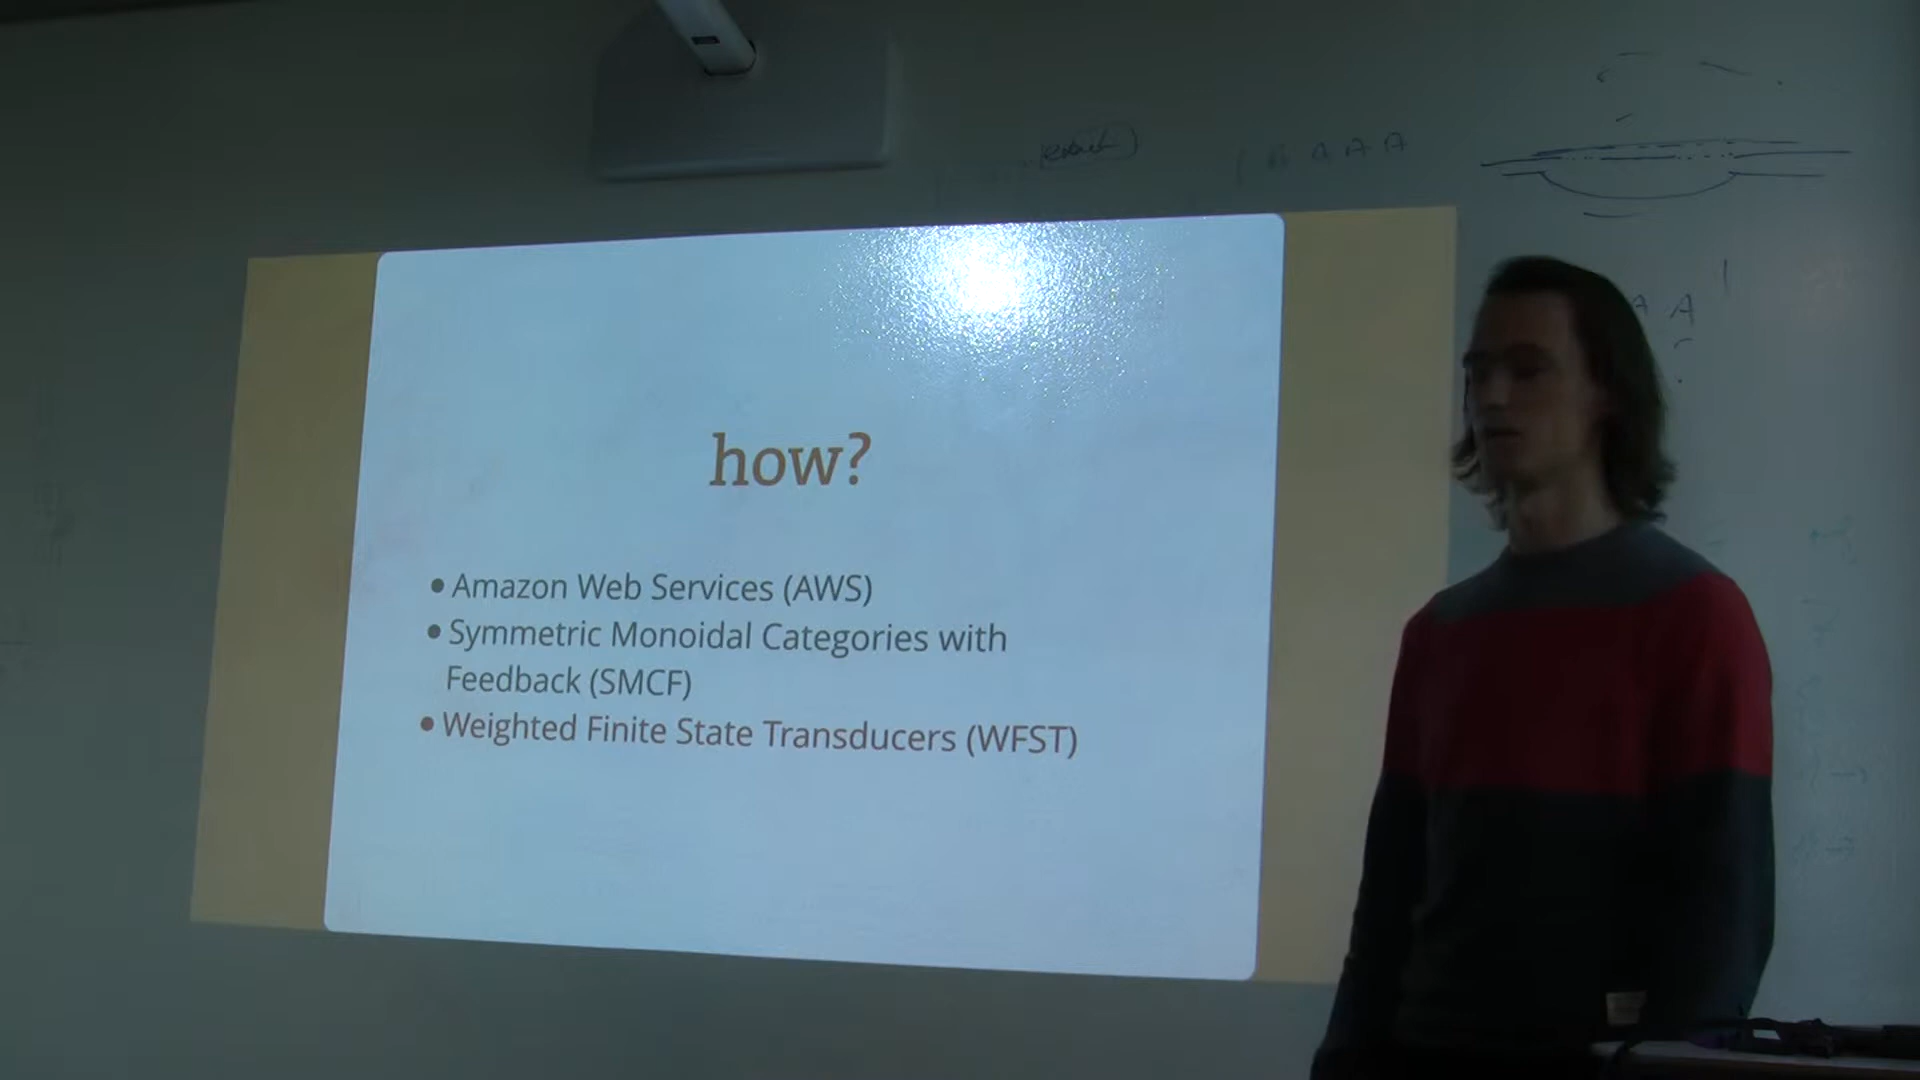 A A A
A A
how?
• Amazon Web Services (AWS)
• Symmetric Monoidal Categories with
Feedback (SMCF)
• Weighted Finite State Transducers (WFST)